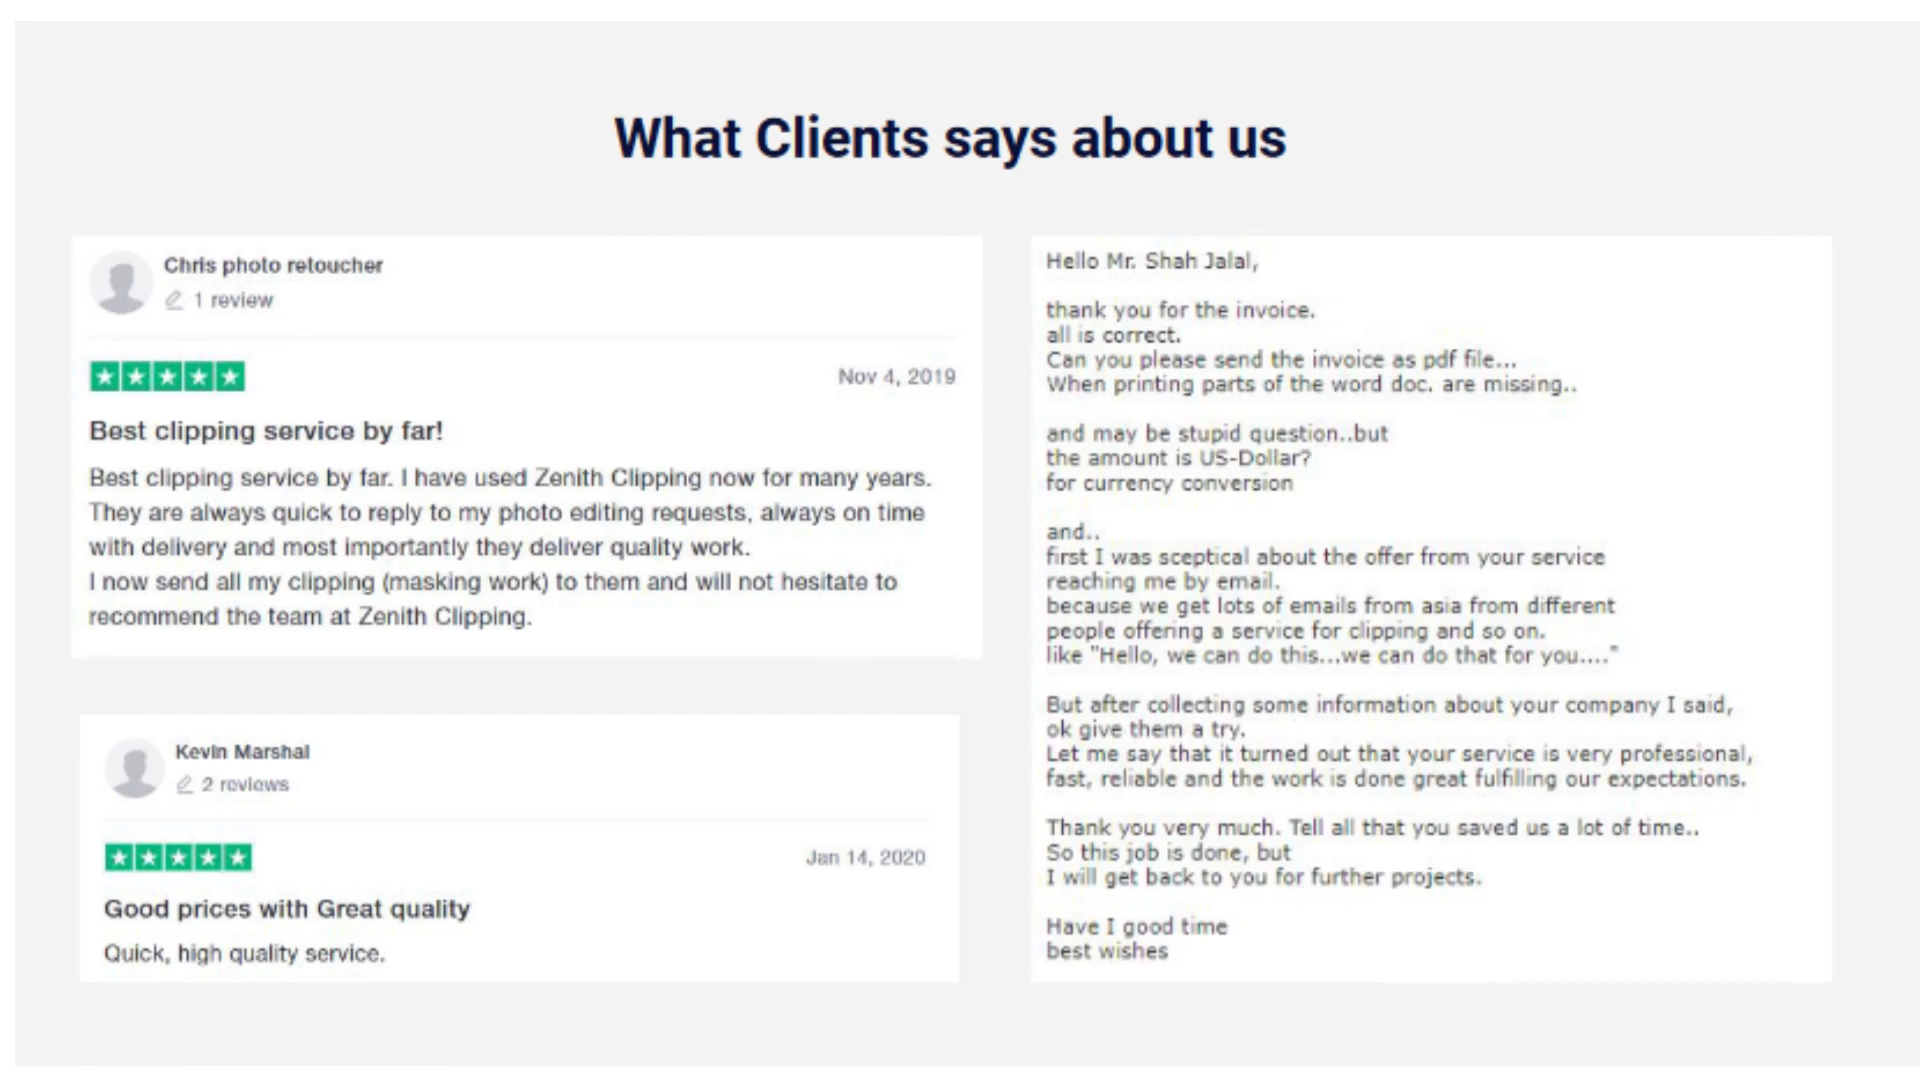 What Clients says about us
Chris photo retoucher
1 review
Nov 4, 2019
Best clipping service by far!
Best clipping service by far. I have used Zenith Clipping now for many years.
They are always quick to reply to my photo editing requests, always on time
with delivery and most importantly they deliver quality work.
I now send all my clipping (masking work) to them and will not hesitate to
recommend the team at Zenith Clipping.
Kevin Marshal
2 reviews
Jan 14, 2020
Good prices with Great quality
Quick, high quality service.
Hello Mr. Shah Jalal,
thank you for the invoice.
all is correct.
Can you please send the invoice as pdf file...
When printing parts of the word doc. are missing..
and may be stupid question..but
the amount is US-Dollar?
for currency conversion
and..
first I was sceptical about the offer from your service
reaching me by email.
because we get lots of emails from asia from different
people offering a service for clipping and so on.
like "Hello, we can do this...we can do that for you...."
But after collecting some information about your company I said,
ok give them a try.
Let me say that it turned out that your service is very professional,
fast, reliable and the work is done great fulfilling our expectations.
Thank you very much. Tell all that you saved us a lot of time..
So this job is done, but
I will get back to you for further projects.
Have I good time
best wishes